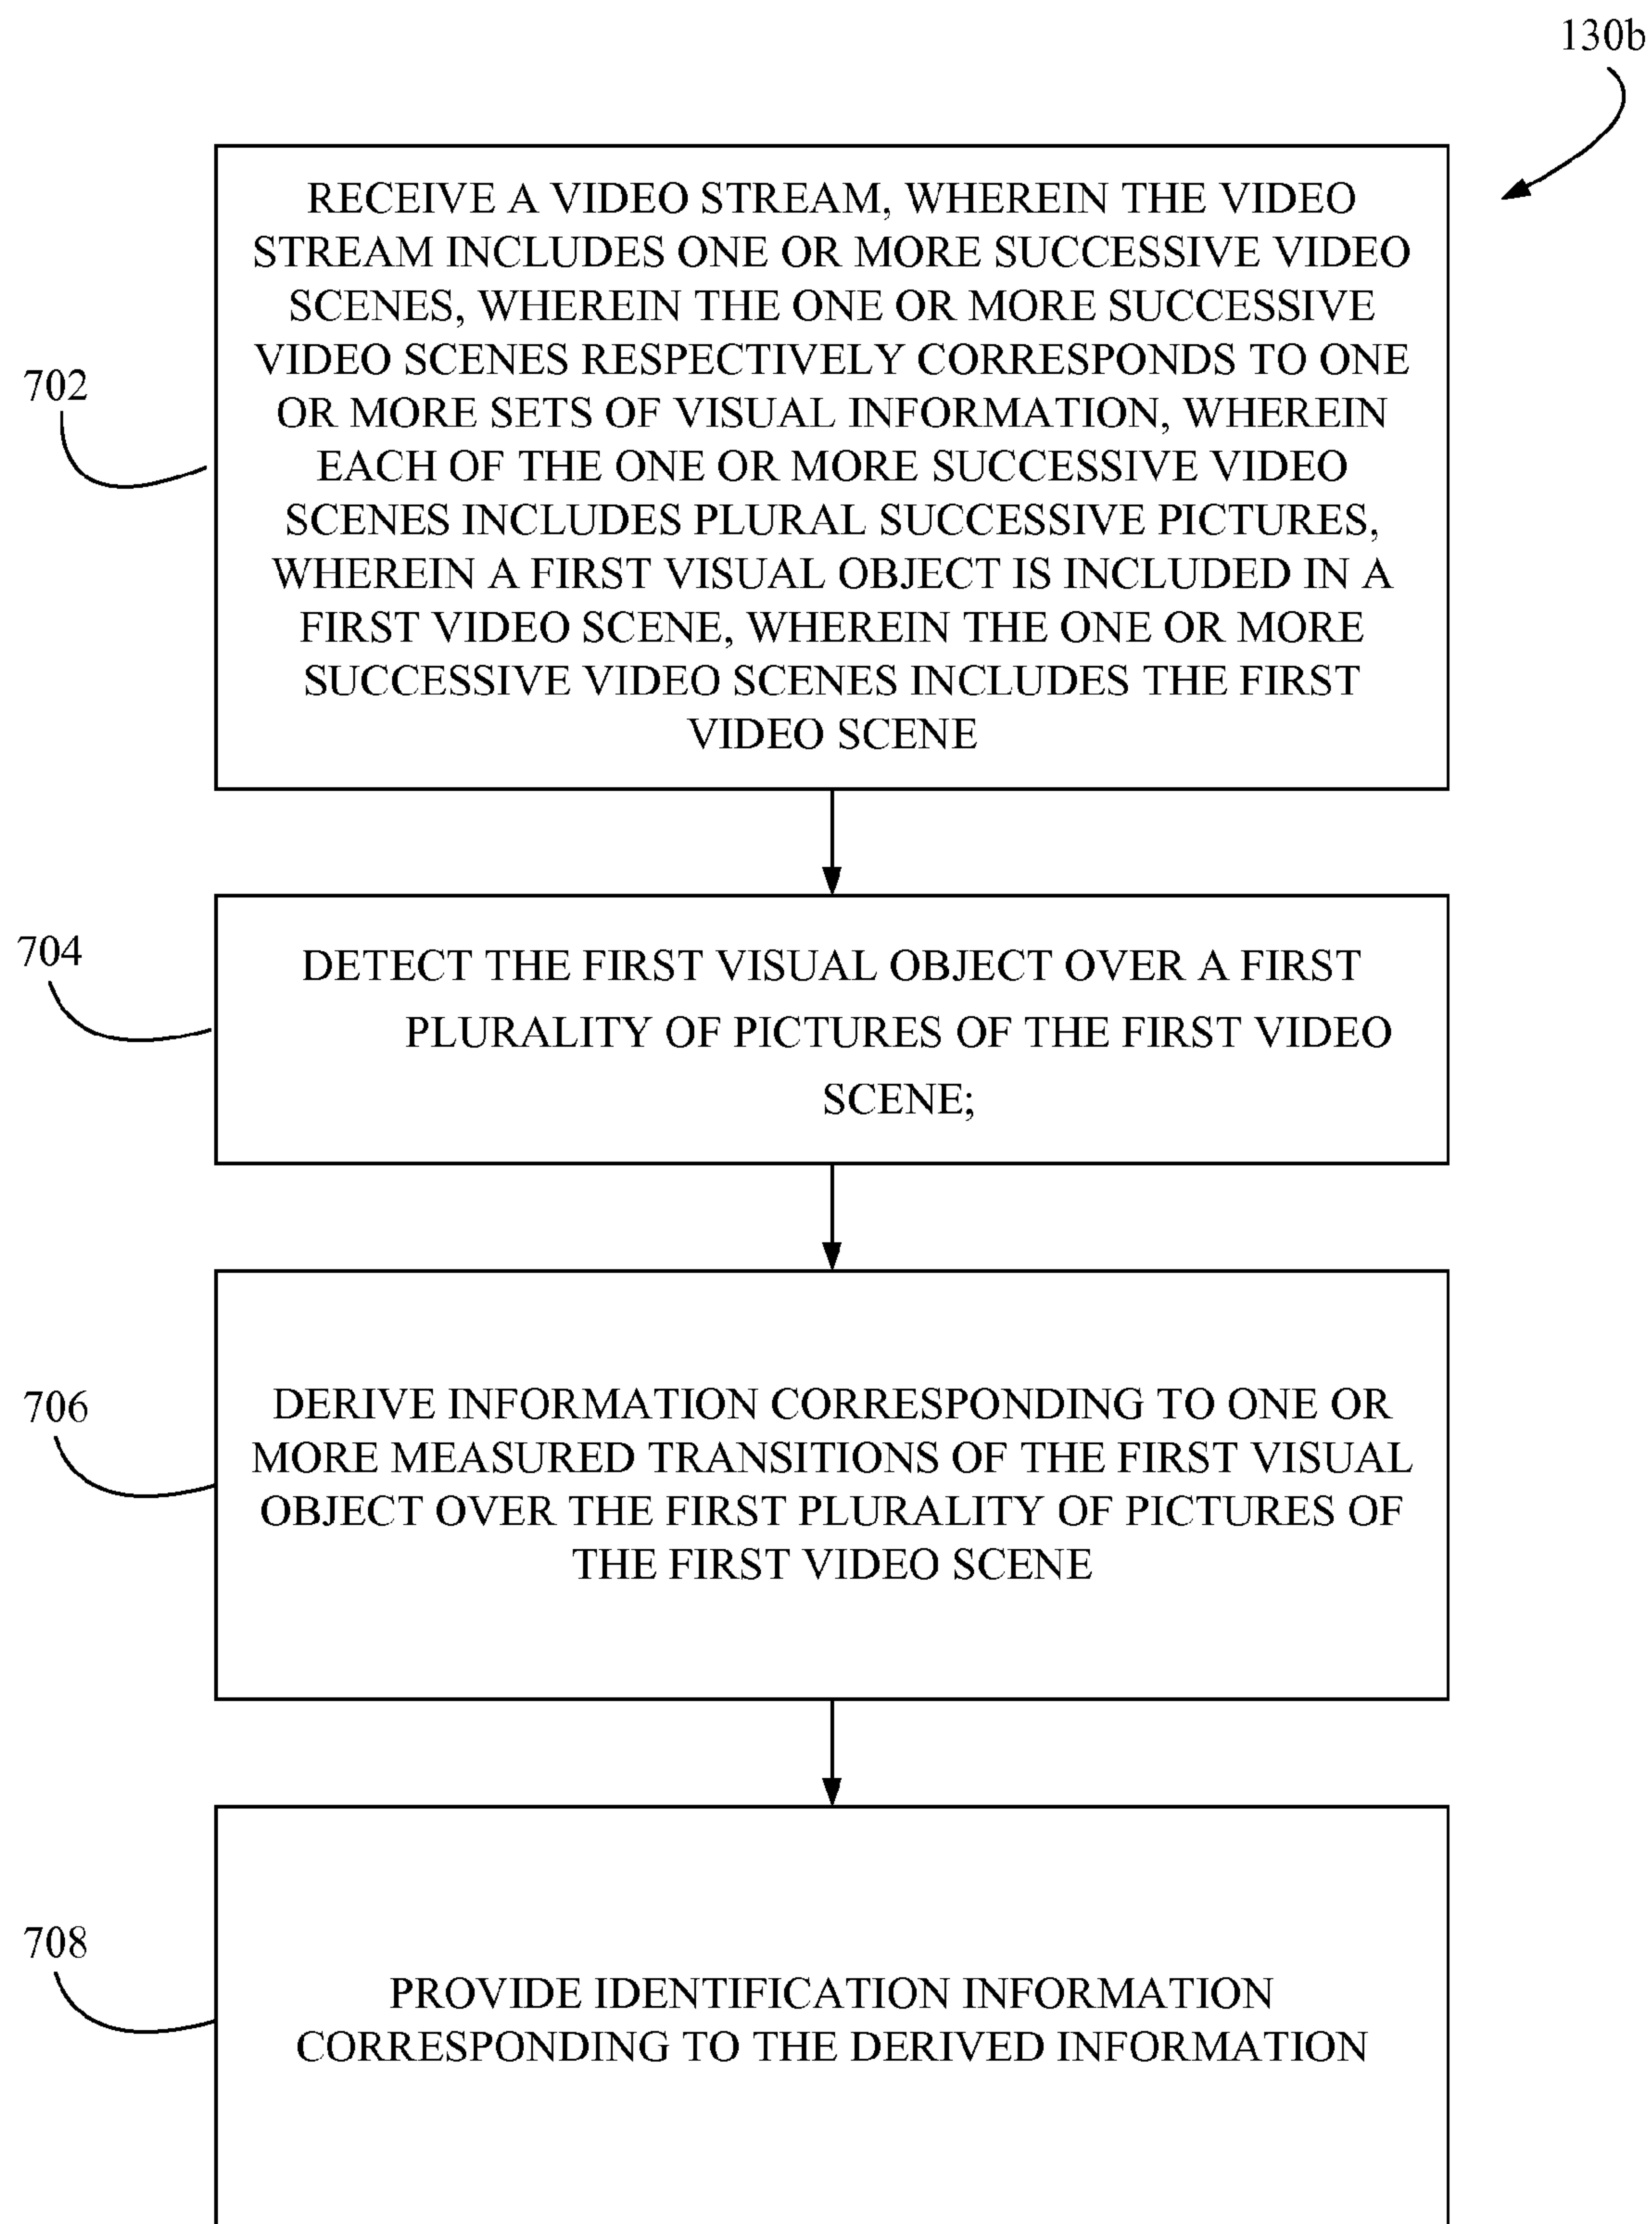 130b
RECEIVE A VIDEO STREAM, WHEREIN THE VIDEO
STREAM INCLUDES ONE OR MORE SUCCESSIVE VIDEO
SCENES, WHEREIN THE ONE OR MORE SUCCESSIVE
VIDEO SCENES RESPECTIVELY CORRESPONDS TO ONE
OR MORE SETS OF VISUAL INFORMATION, WHEREIN
EACH OF THE ONE OR MORE SUCCESSIVE VIDEO
SCENES INCLUDES PLURAL SUCCESSIVE PICTURES,
WHEREIN A FIRST VISUAL OBJECT IS INCLUDED IN A
FIRST VIDEO SCENE, WHEREIN THE ONE OR MORE
SUCCESSIVE VIDEO SCENES INCLUDES THE FIRST
VIDEO SCENE
702
704
DETECT THE FIRST VISUAL OBJECT OVER A FIRST
PLURALITY OF PICTURES OF THE FIRST VIDEO
SCENE;
706
DERIVE INFORMATION CORRESPONDING TO ONE OR
MORE MEASURED TRANSITIONS OF THE FIRST VISUAL
OBJECT OVER THE FIRST PLURALITY OF PICTURES OF
THE FIRST VIDEO SCENE
708
PROVIDE IDENTIFICATION INFORMATION
CORRESPONDING TO THE DERIVED INFORMATION